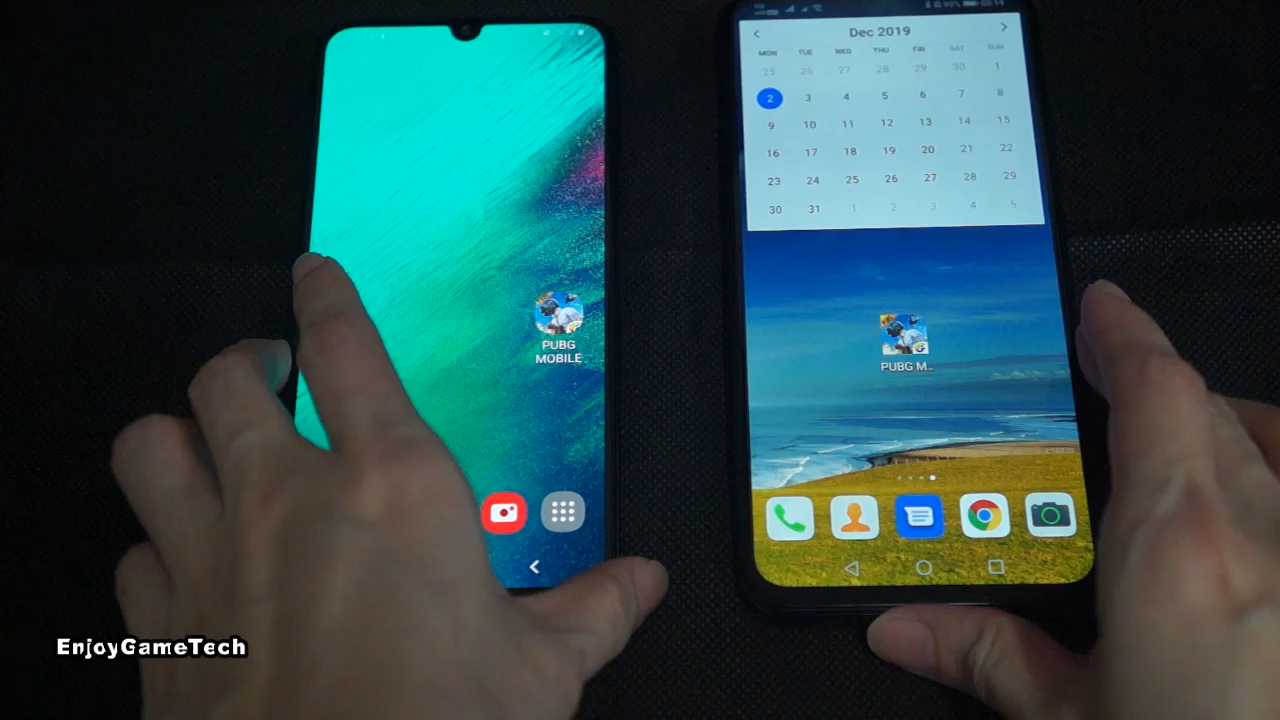 Dec 2019
MON TUE WED THU FRI SAT SUN
25 26 27 28 29 30 1
2 3 4 5 6 7 8
9 10 11 12 13 14 15
16 17 18 19 20 21 22
23 24 25 26 27 28 29
30 31 1 2 3 4 5
PUBG
MOBILE
PUBG M..
EnjoyGameTech